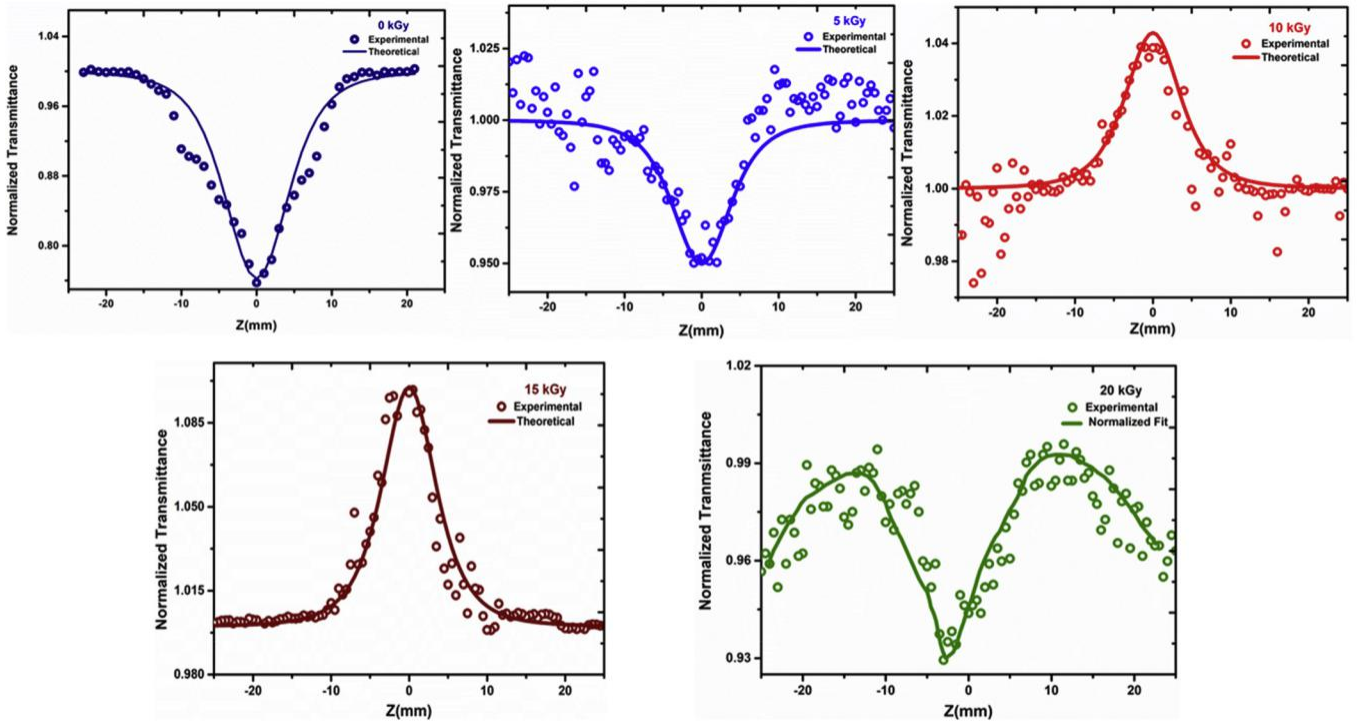 0 kGy
Experimental
Theoretical
1.04
0.96
0.88
0.80
Normalized Transmittance
-20 -10 0 10 20
Z(mm)
5 kGy
Experimental
Theoretical
1.025
1.000
0.975
0.950
Normalized Transmittance
-20 -10 0 10 20
Z(mm)
10 kGy
Experimental
Theoretical
1.04
1.02
1.00
0.98
Normalized Transmittance
-20 -10 0 10 20
Z(mm)
15 kGy
Experimental
Theoretical
1.085
1.050
1.015
0.980
Normalized Transmittance
-20 -10 0 10 20
Z(mm)
20 kGy
Experimental
Normalized Fit
1.02
0.99
0.96
0.93
Normalized Tranmsittance
-20 -10 0 10 20
Z(mm)